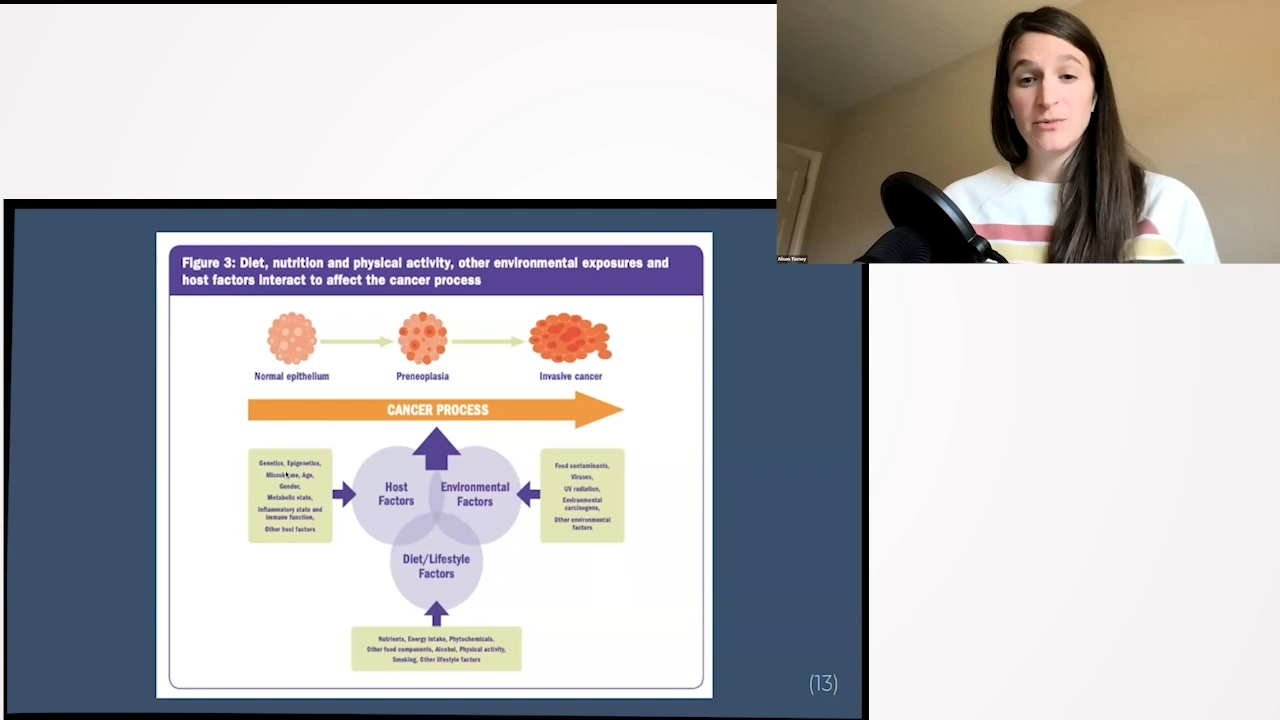 Alison Tierney
Figure 3: Diet, nutrition and physical activity, other environmental exposures and
host factors interact to affect the cancer process
Normal epithelium
Preneoplasia
Invasive cancer
CANCER PROCESS
Genetics, Epigenetics,
Age,
Gender,
Metabolic state,
Inflammatory state and
immune function,
Other host factors
Host
Factors
Environmental
Factors
Food contaminants,
Viruses,
UV radiation,
Environmental
carcinogens,
Other environmental
factors
Diet/Lifestyle
Factors
Nutrients, Energy intake, Phytochemicals,
Other food components, Alcohol, Physical activity,
Smoking, Other lifestyle factors
(13)